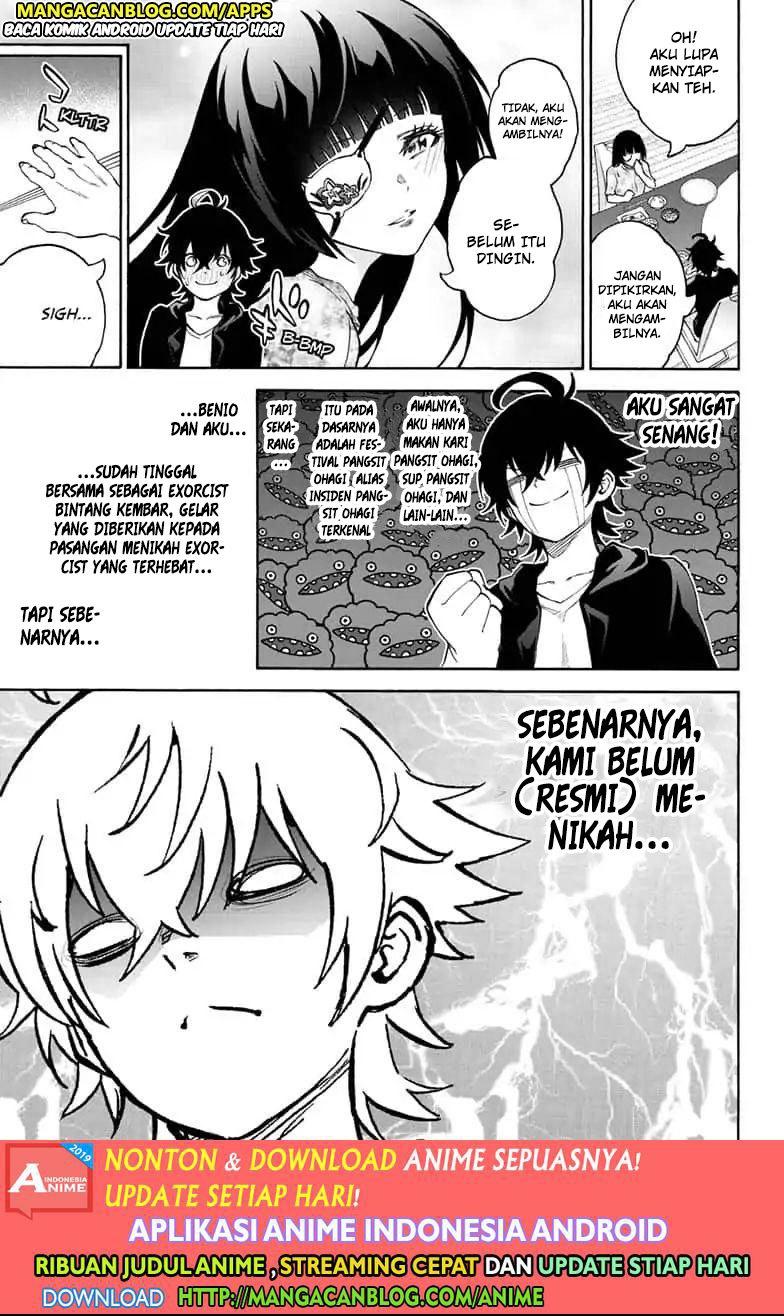 MANGACANBLOG.COM/APPS
BACA KOMIK ANDROID UPDATE TIAP HARI
OH!
AKU LUPA
MENYIAP-
KAN TEH.
JANGAN
DIPIKIRKAN,
AKU AKAN
MENGAM-
BILNYA.
TIDAK, AKU
AKAN MENG-
AMBILNYA!
SE-
BELUM ITU
DINGIN.
B-BMP
KLTTR
SIGH...
AKU SANGAT
SENANG!
AWALNYA,
AKU HANYA
MAKAN KARI
PANGSIT OHAGI,
SUP PANGSIT
OHAGI, DAN
LAIN-LAIN...
ITU PADA
DASARNYA
ADALAH FES-
TIVAL PANGSIT
OHAGI ALIAS
INSIDEN PANG-
SIT OHAGI
TERKENAL
TAPI
SEKA-
RANG
...
...BENIO
DAN AKU...
...SUDAH TINGGAL
BERSAMA SEBAGAI EXORCIST
BINTANG KEMBAR, GELAR
YANG DIBERIKAN KEPADA
PASANGAN MENIKAH EXOR-
CIST YANG TERHEBAT...
TAPI SEBE-
NARNYA...
SEBENARNYA,
KAMI BELUM
(RESMI) ME-
NIKAH...
2019
INDONESIA
ANIME
NONTON & DOWNLOAD ANIME SEPUASNYA!
UPDATE SETIAP HARI!
APLIKASI ANIME INDONESIA ANDROID
RIBUAN JUDUL ANIME , STREAMING CEPAT DAN UPDATE STIAP HARI
DOWNLOAD HTTP://MANGACANBLOG.COM/ANIME